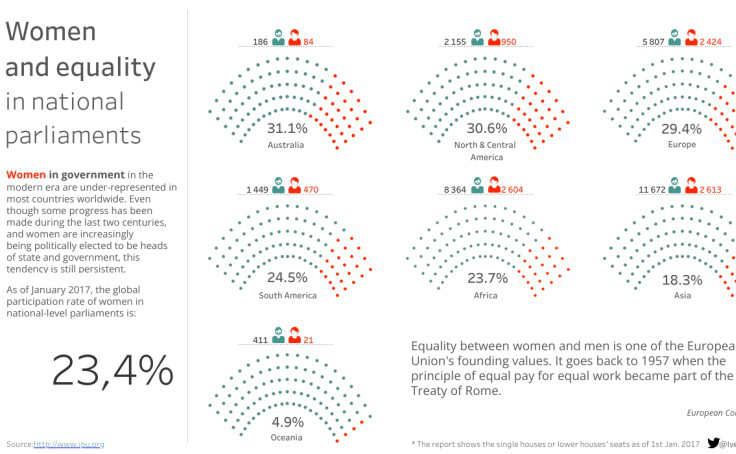 Women
and equality
in national
parliaments
Women in government in the
modern era are under-represented in
most countries worldwide. Even
though some progress has been
made during the last two centuries,
and women are increasingly
being politically elected to be heads
of state and government, this
tendency is still persistent.
As of January 2017, the global
participation rate of women in
national-level parliaments is:
23,4%
Source:http://www.ipu.org
186 84
31.1%
Australia
2 155 950
30.6%
North & Central
America
5 807 2 424
29.4%
Europe
1 449 470
24.5%
South America
8 364 2 604
23.7%
Africa
11 672 2 613
18.3%
Asia
411 21
4.9%
Oceania
Equality between women and men is one of the Europea
Union's founding values. It goes back to 1957 when the
principle of equal pay for equal work became part of the
Treaty of Rome.
European Co
* The report shows the single houses or lower houses' seats as of 1st Jan. 2017